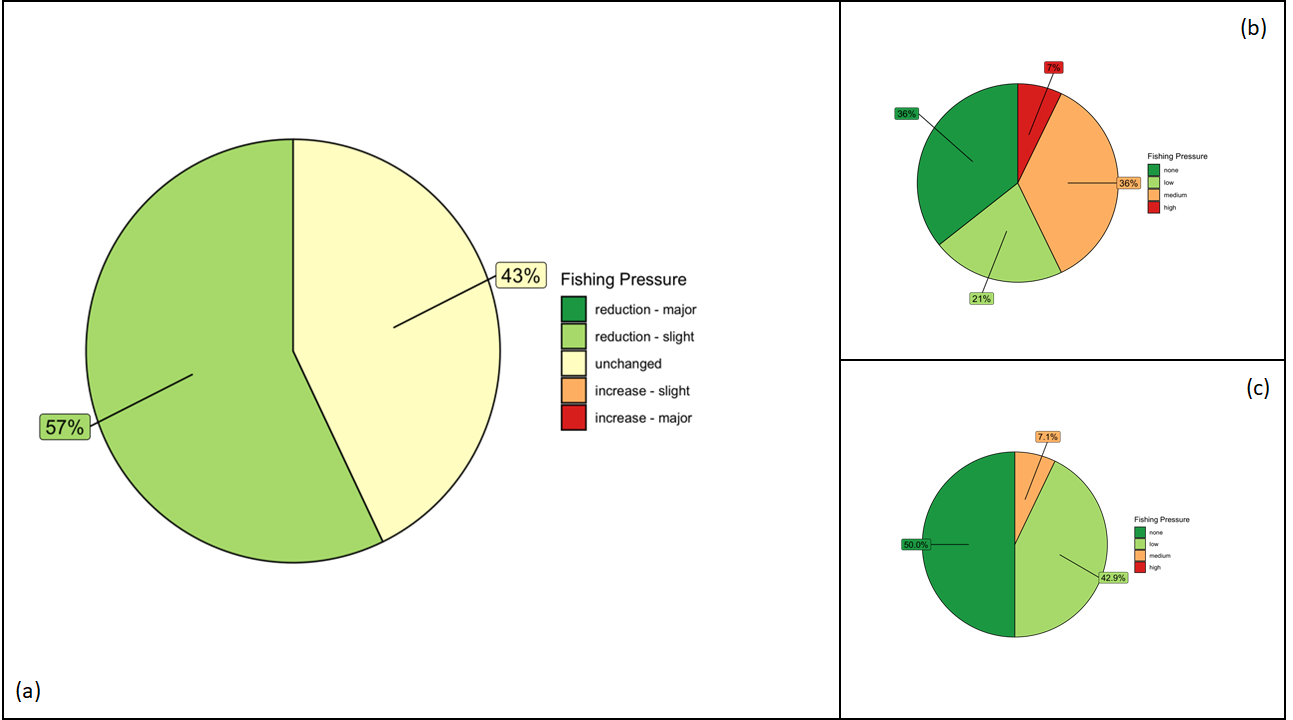 43%
57%
Fishing Pressure
reduction - major
reduction - slight
unchanged
increase - slight
increase - major
(a)
(b)
7%
36%
36%
21%
Fishing Pressure
none
low
medium
high
(c)
7.1%
50.0%
42.9%
Fishing Pressure
none
low
medium
high